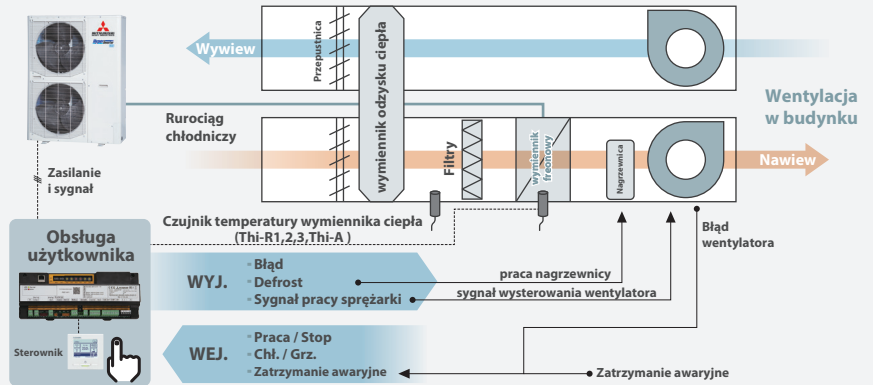 MITSUBISHI
Wywiew
Przepustnica
wymiennik odzysku ciepła
Rurociąg
chłodniczy
Wentylacja
w budynku
Filtry
wymiennik
freonowy
Nagrzewnica
Nawiew
Zasilanie
i sygnał
Czujnik temperatury wymiennika ciepła
(Thi-R1,2,3,Thi-A )
Błąd
wentylatora
Obsługa
użytkownika
Sterownik
WYJ.
Błąd
Defrost
Sygnał pracy sprężarki
praca nagrzewnicy
sygnał wysterowania wentylatora
WEJ.
Praca / Stop
Chł. / Grz.
Zatrzymanie awaryjne
Zatrzymanie awaryjne